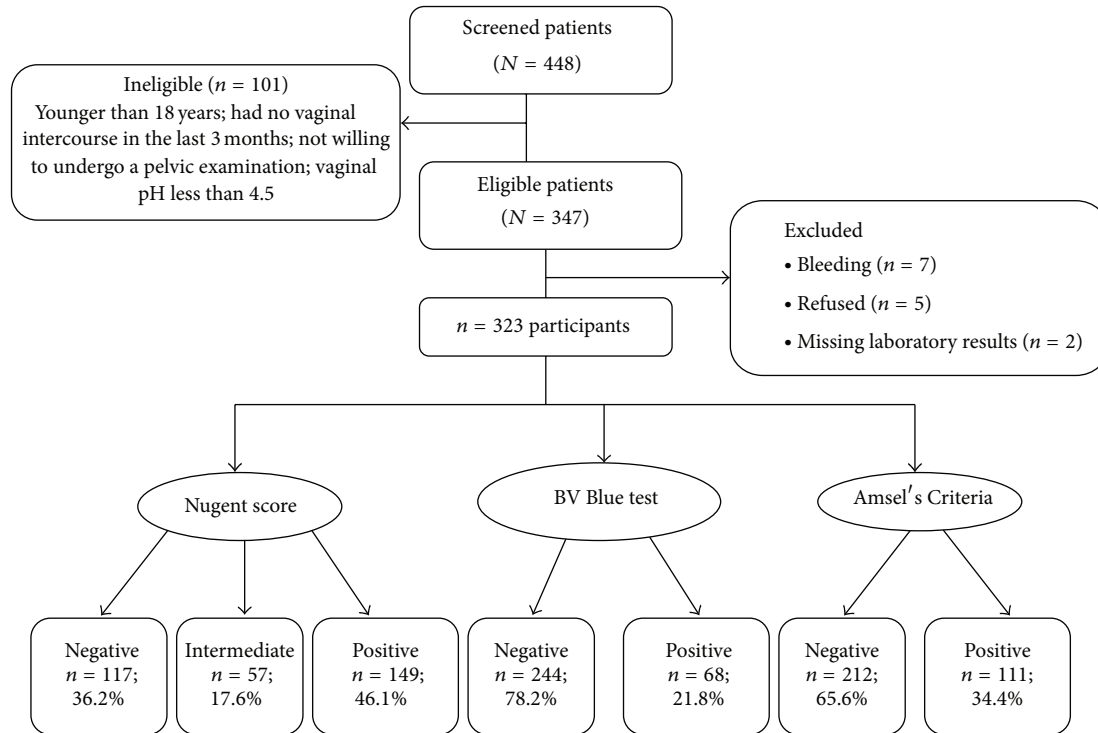 Screened patients
(N = 448)
Ineligible (n = 101)
Younger than 18 years; had no vaginal
intercourse in the last 3 months; not willing
to undergo a pelvic examination; vaginal
pH less than 4.5
Eligible patients
(N = 347)
Excluded
• Bleeding (n = 7)
• Refused (n = 5)
• Missing laboratory results (n = 2)
n = 323 participants
Nugent score
BV Blue test
Amsel′s Criteria
Negative
n = 117;
36.2%
Intermediate
n = 57;
17.6%
Positive
n = 149;
46.1%
Negative
n = 244;
78.2%
Positive
n = 68;
21.8%
Negative
n = 212;
65.6%
Positive
n = 111;
34.4%